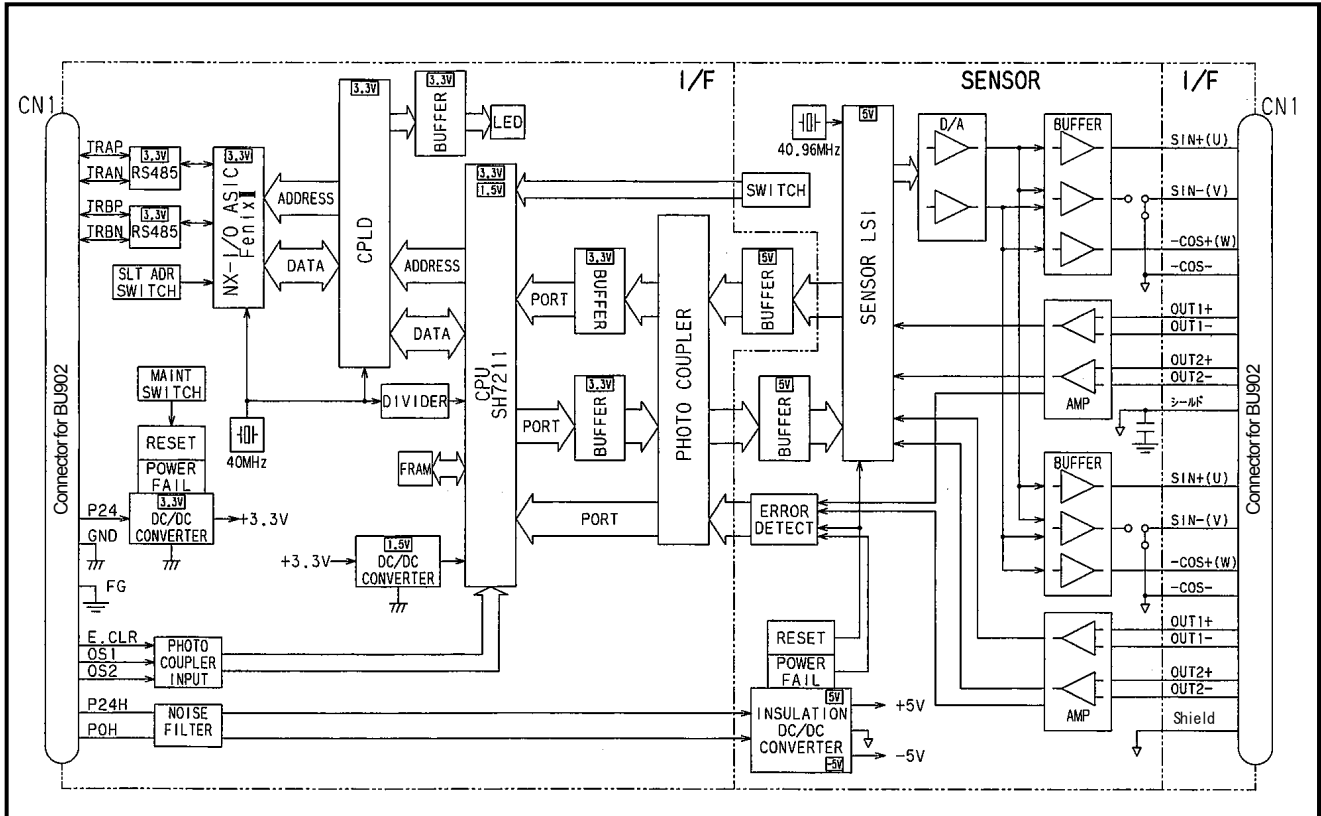 I/F
SENSOR
I/F
CN1
CN1
Connector for BU902
TRAP
TRAN
TRBP
TRBN
3.3V
RS485
3.3V
RS485
SLT ADR
SWITCH
3.3V
NX-I/O ASIC
FenixⅡ
ADDRESS
DATA
3.3V
CPLD
3.3V
BUFFER
LED
ADDRESS
DATA
3.3V
1.5V
CPU
SH7211
MAINT
SWITCH
RESET
POWER
FAIL
3.3V
DC/DC
CONVERTER
+3.3V
40MHz
DIVIDER
FRAM
+3.3V
1.5V
DC/DC
CONVERTER
P24
GND
FG
E.CLR
OS1
OS2
PHOTO
COUPLER
INPUT
P24H
POH
NOISE
FILTER
PORT
3.3V
BUFFER
PORT
3.3V
BUFFER
PORT
PHOTO COUPLER
SWITCH
5V
BUFFER
5V
BUFFER
ERROR
DETECT
RESET
POWER
FAIL
5V
INSULATION
DC/DC
CONVERTER
-5V
+5V
-5V
40.96MHz
5V
SENSOR LSI
D/A
BUFFER
AMP
BUFFER
AMP
SIN+(U)
SIN-(V)
-COS+(W)
-COS-
OUT1+
OUT1-
OUT2+
OUT2-
シールド
SIN+(U)
SIN-(V)
-COS+(W)
-COS-
OUT1+
OUT1-
OUT2+
OUT2-
Shield
Connector for BU902